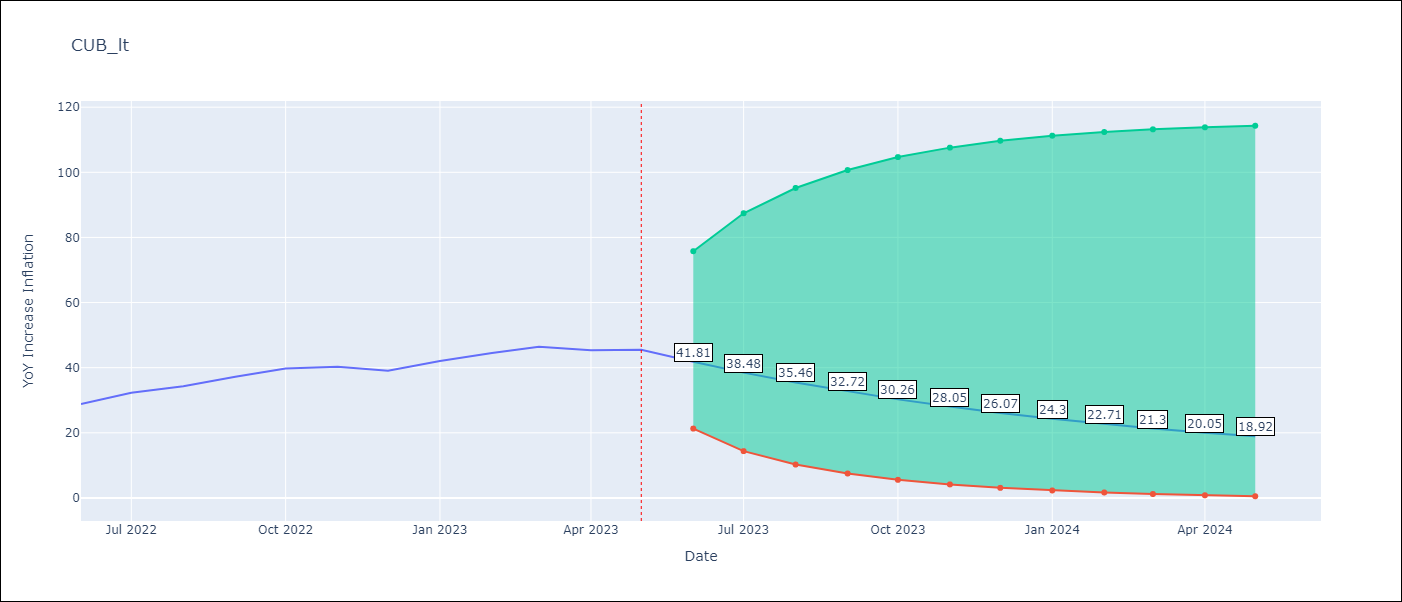 CUB_lt
YoY Increase Inflation
120
100
80
60
40
20
0
41.81
38.48
35.46
32.72
30.26
28.05
26.07
24.3
22.71
21.3
20.05
18.92
Jul 2022
Oct 2022
Jan 2023
Apr 2023
Jul 2023
Oct 2023
Jan 2024
Apr 2024
Date